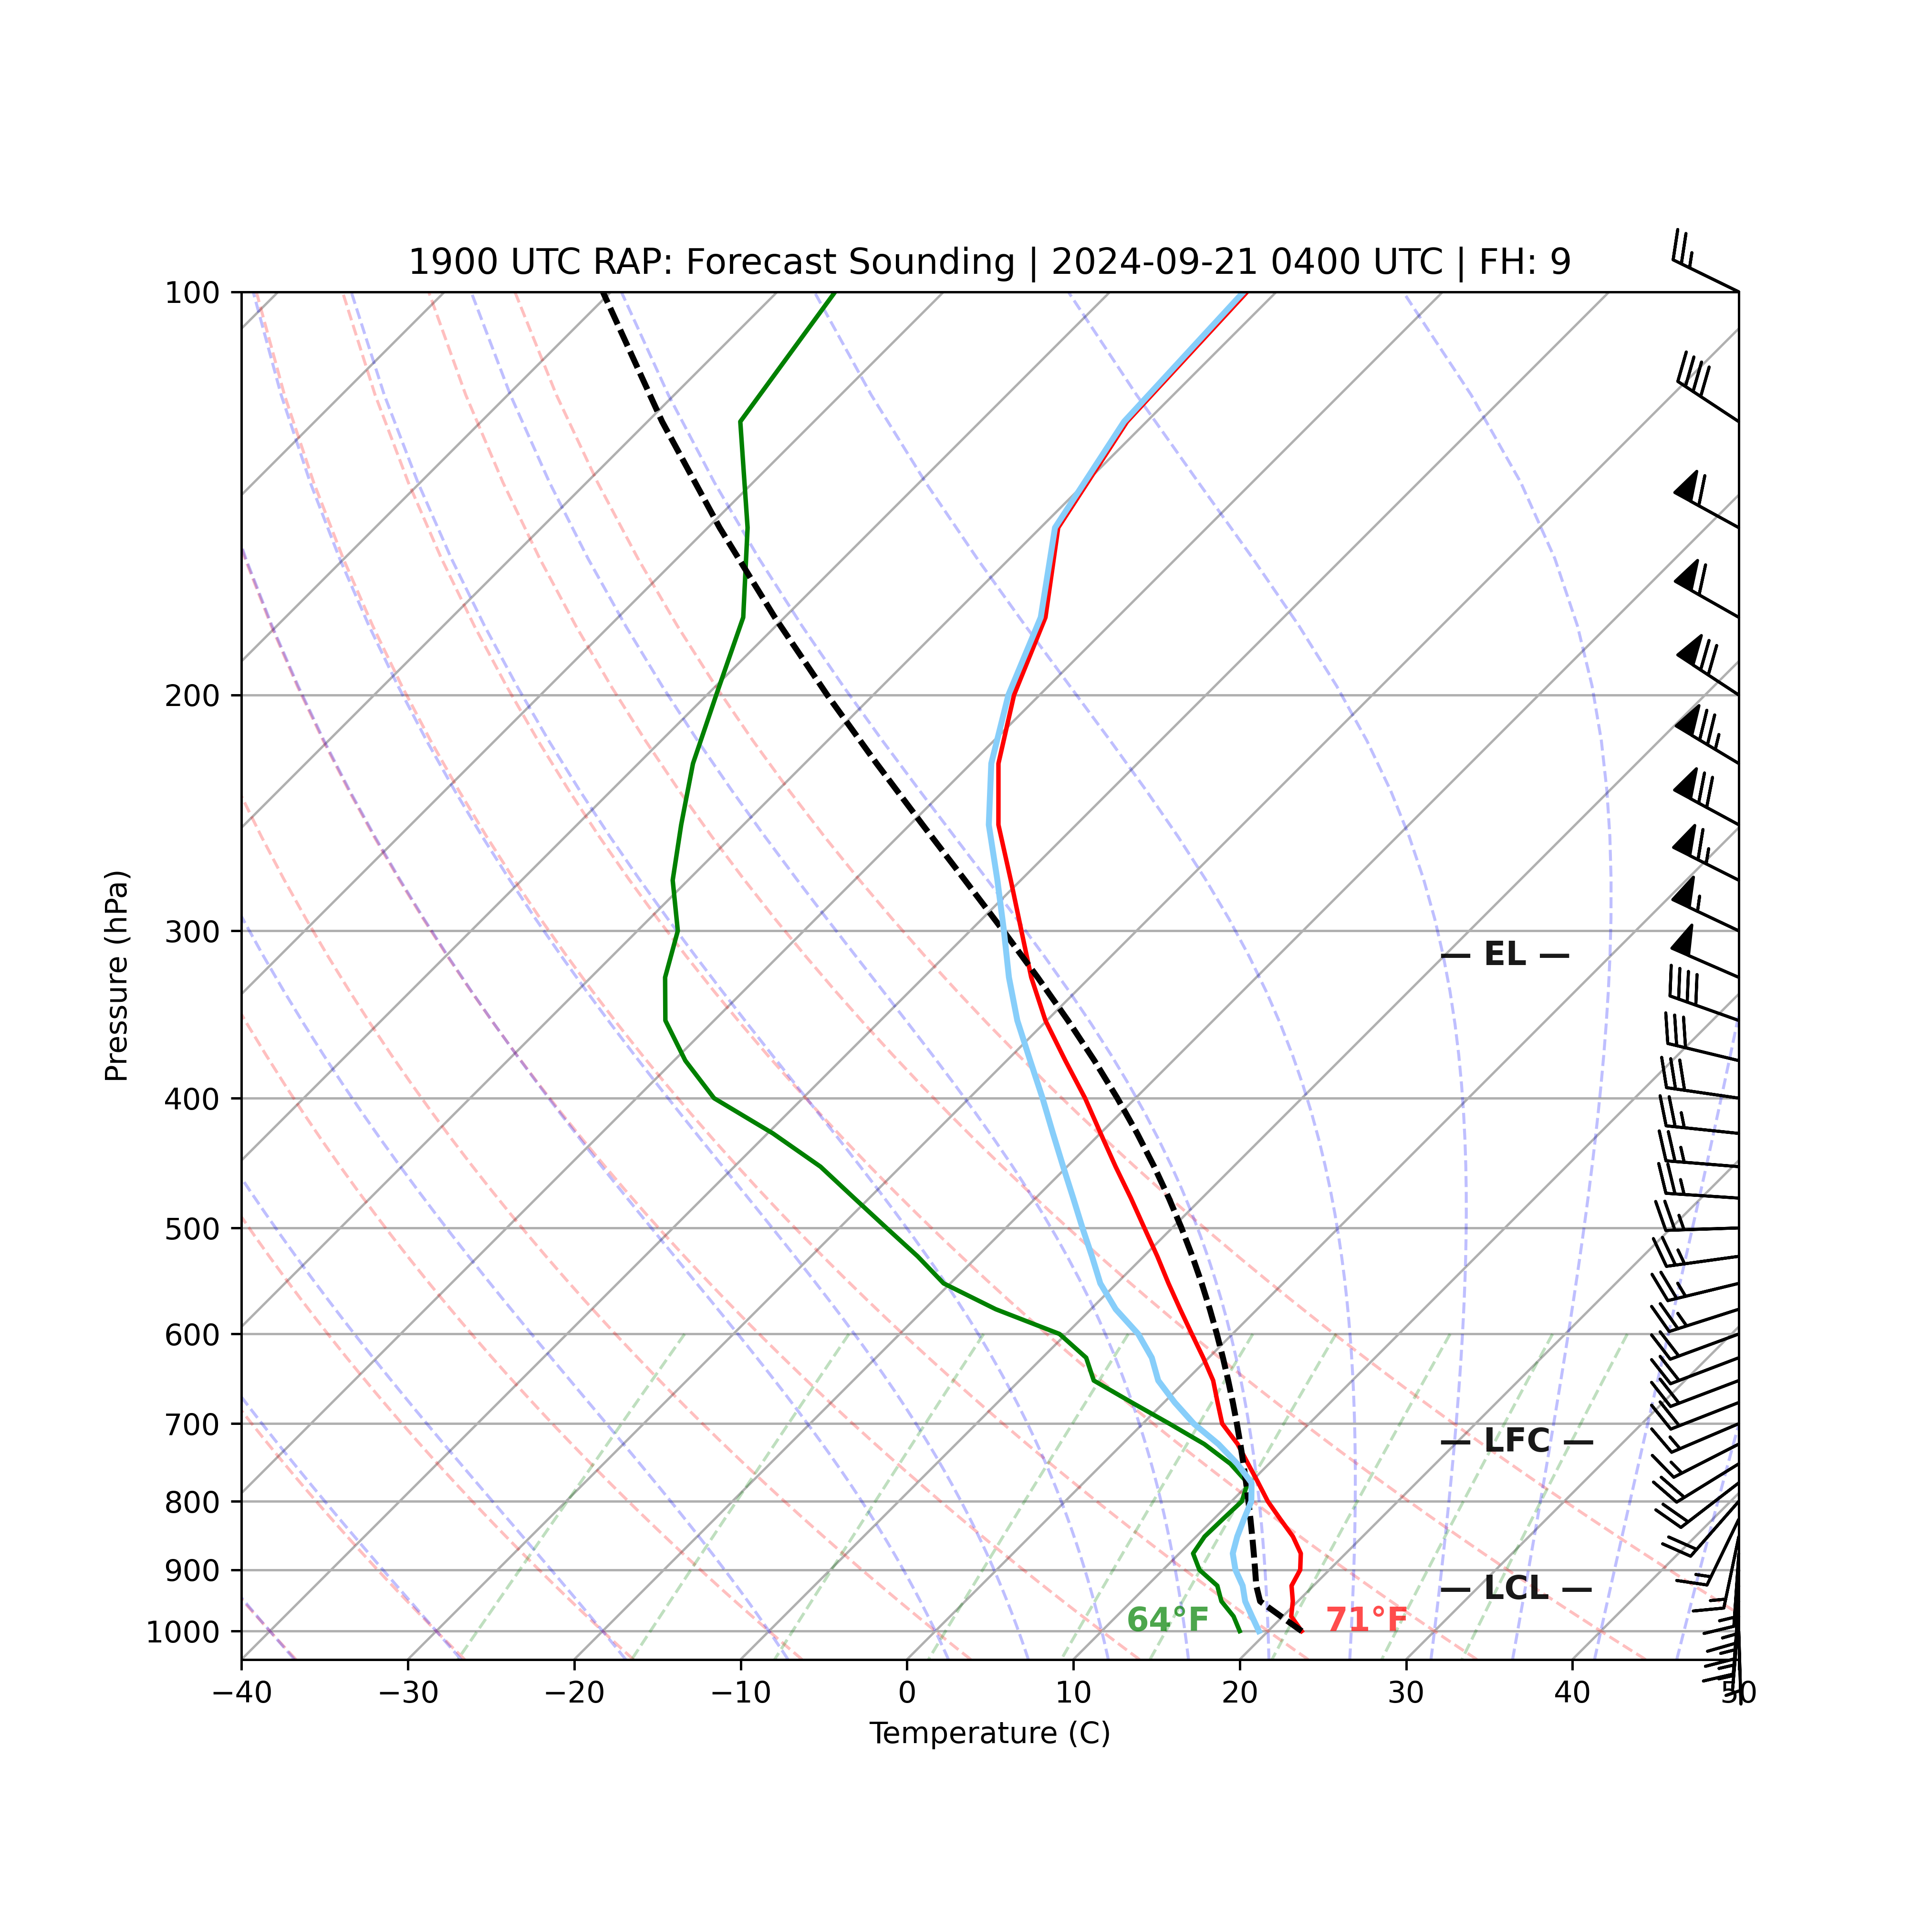 1900 UTC RAP: Forecast Sounding | 2024-09-21 0400 UTC | FH: 9
Pressure (hPa)
100
200
300
400
500
600
700
800
900
1000
— EL —
— LFC —
— LCL —
64°F
71°F
−40 −30 −20 −10 0 10 20 30 40 50
Temperature (C)